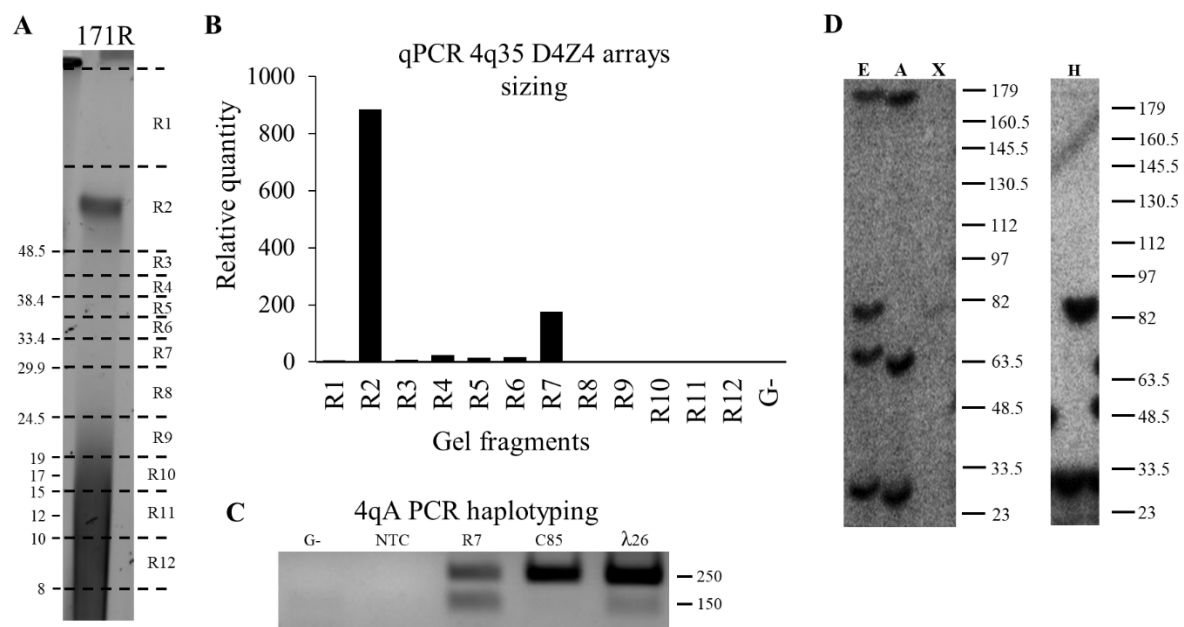 A
171R
R1
R2
48.5
R3
R4
38.4
R5
R6
33.4
R7
29.9
R8
24.5
R9
19
17
R10
15
12
R11
10
R12
8
B
qPCR 4q35 D4Z4 arrays
sizing
Relative quantity
1000
800
600
400
200
0
R1 R2 R3 R4 R5 R6 R7 R8 R9 R10 R11 R12 G-
Gel fragments
C
4qA PCR haplotyping
G- NTC R7 C85 λ26
250
150
D
E A X
179
160.5
145.5
130.5
112
97
82
63.5
48.5
33.5
23
H
179
160.5
145.5
130.5
112
97
82
63.5
48.5
33.5
23